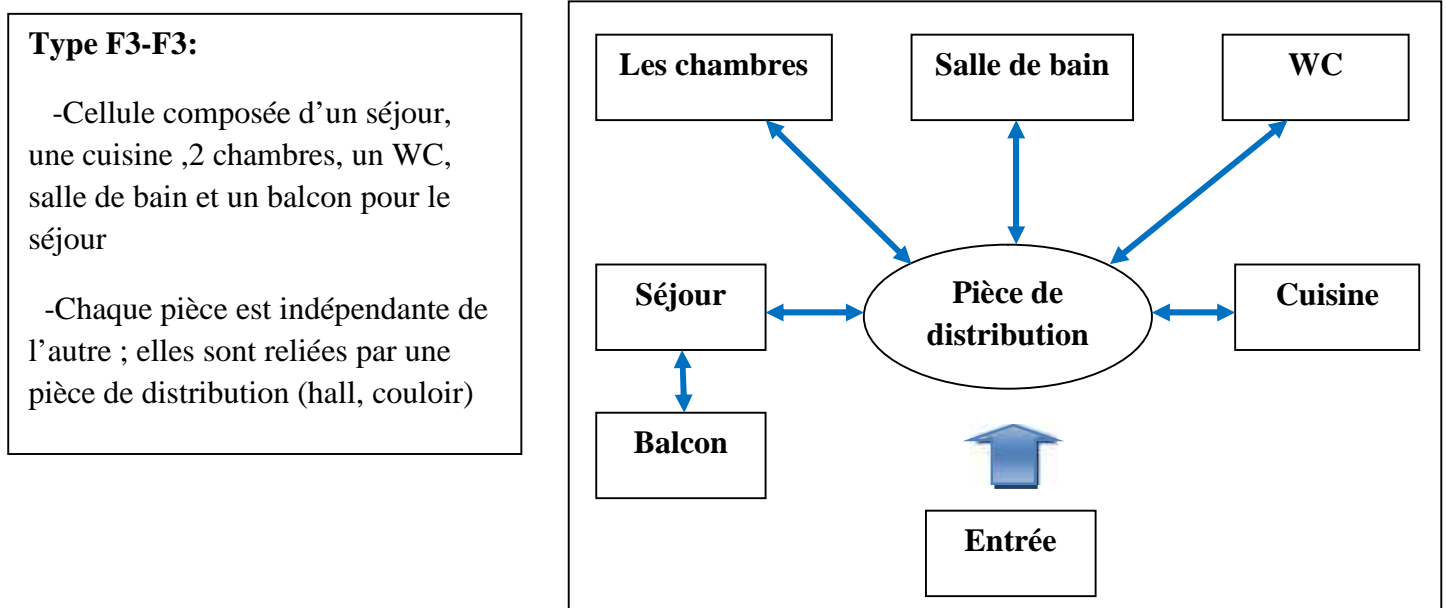 Type F3-F3:
-Cellule composée d’un séjour,
une cuisine ,2 chambres, un WC,
salle de bain et un balcon pour le
séjour
-Chaque pièce est indépendante de
l’autre ; elles sont reliées par une
pièce de distribution (hall, couloir)
Les chambres
Salle de bain
WC
Séjour
Pièce de
distribution
Cuisine
Balcon
Entrée